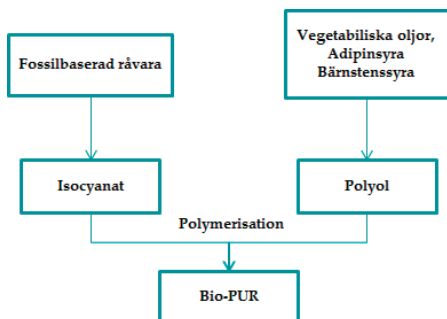 Fossilbaserad råvara
Vegetabiliska oljor,
Adipinsyra
Bärnstenssyra
Isocyanat
Polyol
Polymerisation
Bio-PUR